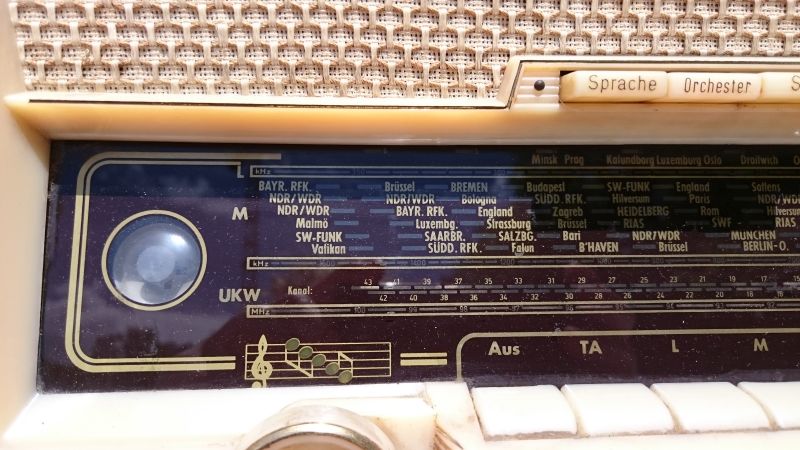 Sprache Orchester S
Minsk Prag Kalundborg Luxemburg Oslo Droitwich O
L kHz
BAYR. RFK. Brüssel BREMEN Budapest SW-FUNK England Sottens
NDR/WDR NDR/WDR Bologna SÜDD. RFK. Hilversum Paris NDR/W
M NDR/WDR BAYR. RFK. England Zagreb HEIDELBERG Rom Hilversum
Malmö Luxembg. Strassburg Brüssel RIAS SWF RIAS
SW-FUNK SAARBR. SALZBG. Bari NDR/WDR MÜNCHEN
Vatikan SÜDD. RFK. Falun B'HAVEN Brüssel BERLIN-O.
kHz 1600 1400
43 41 39 37 35 33 31 29 27 25 23 21 19 17 15
UKW Kanal:
42 40 38 36 34 32 30 28 26 24 22 20 18 16
MHz 100 99 98 97 96 95 94 93 92
Aus TA L M